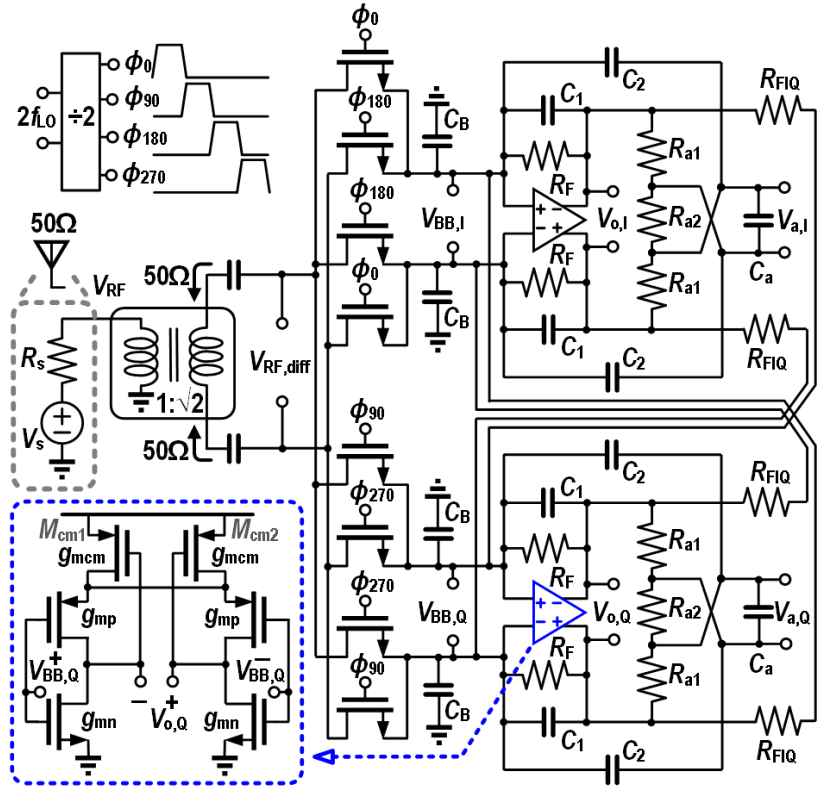 ϕ0
ϕ90
ϕ180
ϕ270
2fLO
÷2
50Ω
VRF
Rs
Vs
1:√2
50Ω
50Ω
VRF,diff
ϕ0
ϕ180
ϕ180
ϕ0
ϕ90
ϕ270
ϕ270
ϕ90
CB
VBB,I
CB
CB
VBB,Q
CB
C2
C1
RF
+ −
− +
RF
C1
C2
Vo,I
Ra1
Ra2
Ra1
RFIQ
Va,I
Ca
RFIQ
C2
C1
RF
+ −
− +
RF
C1
C2
Vo,Q
Ra1
Ra2
Ra1
RFIQ
Va,Q
Ca
RFIQ
Mcm1
Mcm2
gmcm
gmcm
gmp
gmp
V+BB,Q
V−BB,Q
− +
Vo,Q
gmn
gmn